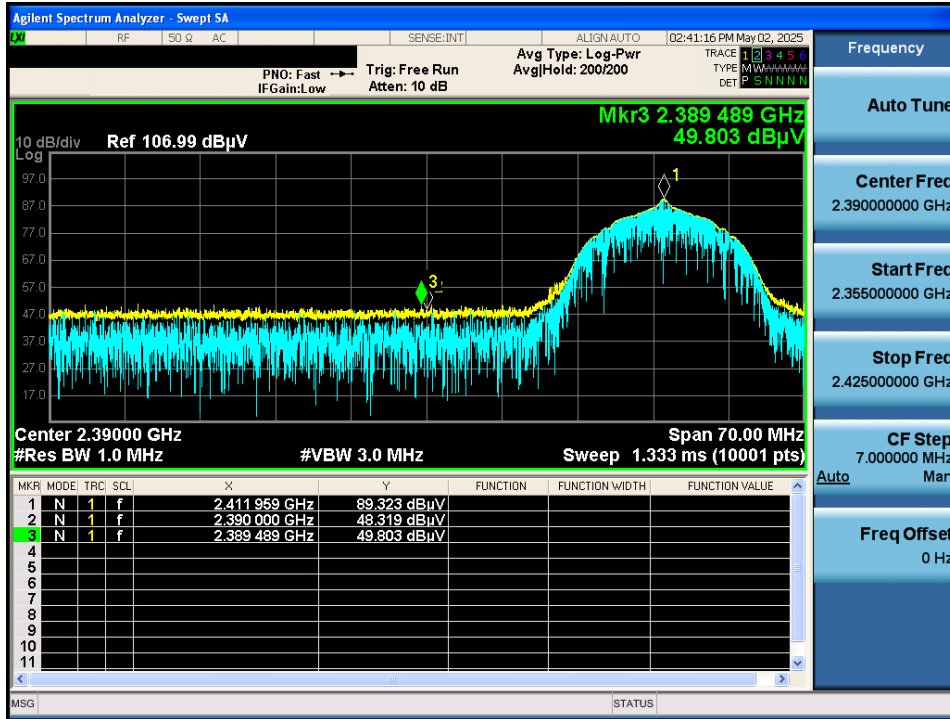 Agilent Spectrum Analyzer - Swept SA
LXI RF 50 Ω AC SENSE:INT ALIGN AUTO 02:41:16 PM May 02, 2025
PNO: Fast Trig: Free Run Avg Type: Log-Pwr TRACE 1 2 3 4 5 6
IFGain:Low Atten: 10 dB Avg|Hold: 200/200 TYPE M W W W W W
DET P S N N N N
Frequency
Auto Tune
Center Freq
2.390000000 GHz
Start Freq
2.355000000 GHz
Stop Freq
2.425000000 GHz
CF Step
7.000000 MHz
Auto Man
Freq Offset
0 Hz
Mkr3 2.389 489 GHz
49.803 dBµV
10 dB/div Ref 106.99 dBµV
Log
97.0
87.0
77.0
67.0
57.0
47.0
37.0
27.0
17.0
1
3
Center 2.39000 GHz Span 70.00 MHz
#Res BW 1.0 MHz #VBW 3.0 MHz Sweep 1.333 ms (10001 pts)
MKR MODE TRC SCL X Y FUNCTION FUNCTION WIDTH FUNCTION VALUE
1 N 1 f 2.411 959 GHz 89.323 dBµV
2 N 1 f 2.390 000 GHz 48.319 dBµV
3 N 1 f 2.389 489 GHz 49.803 dBµV
4
5
6
7
8
9
10
11
MSG STATUS